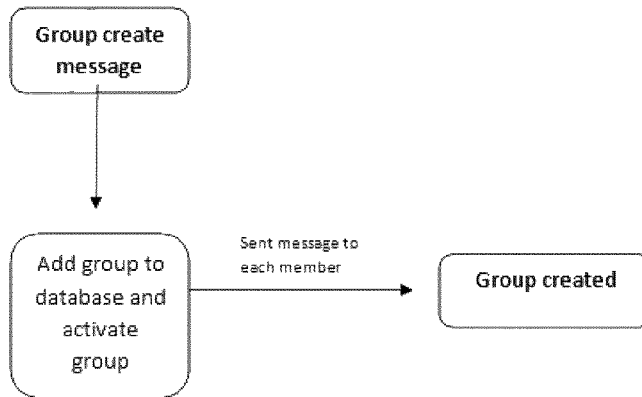 Group create
message
Sent message to
each member
Add group to
database and
activate
group
Group created